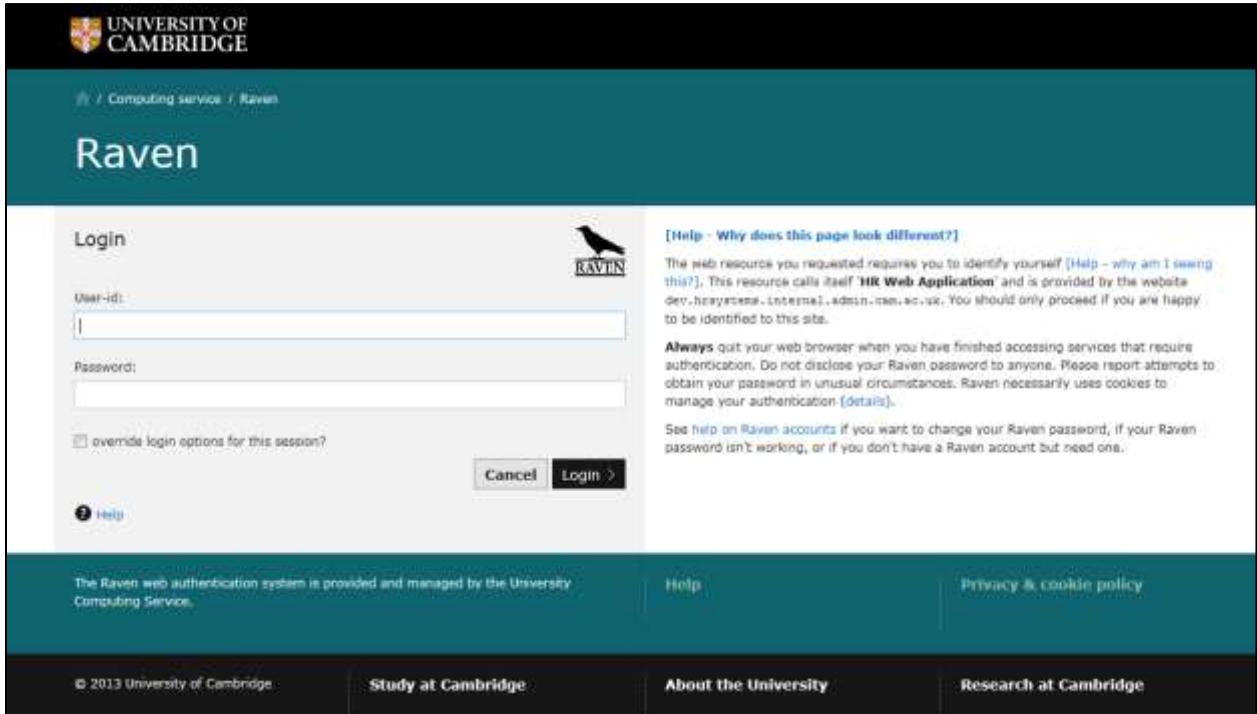 UNIVERSITY OF
CAMBRIDGE
/ Computing service / Raven
Raven
Login
RAVEN
User-id:
Password:
override login options for this session?
Cancel
Login >
? Help
[Help - Why does this page look different?]
The web resource you requested requires you to identify yourself [Help - why am I seeing
this?]. This resource calls itself 'HR Web Application' and is provided by the website
dev.hrsystems.internal.admin.cam.ac.uk. You should only proceed if you are happy
to be identified to this site.
Always quit your web browser when you have finished accessing services that require
authentication. Do not disclose your Raven password to anyone. Please report attempts to
obtain your password in unusual circumstances. Raven necessarily uses cookies to
manage your authentication [details].
See help on Raven accounts if you want to change your Raven password, if your Raven
password isn't working, or if you don't have a Raven account but need one.
The Raven web authentication system is provided and managed by the University
Computing Service.
Help
Privacy & cookie policy
© 2013 University of Cambridge
Study at Cambridge
About the University
Research at Cambridge